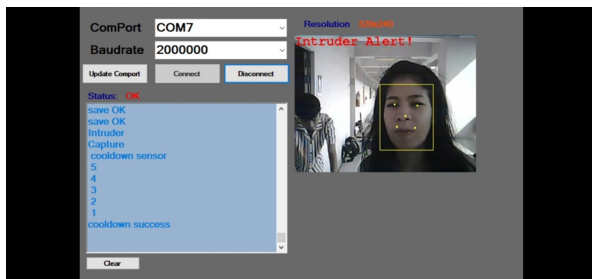 ComPort
COM7
Resolution 320x240
Baudrate
2000000
Intruder Alert!
Update Comport
Connect
Disconnect
Status: OK
save OK
save OK
Intruder
Capture
cooldown sensor
5
4
3
2
1
cooldown success
Clear